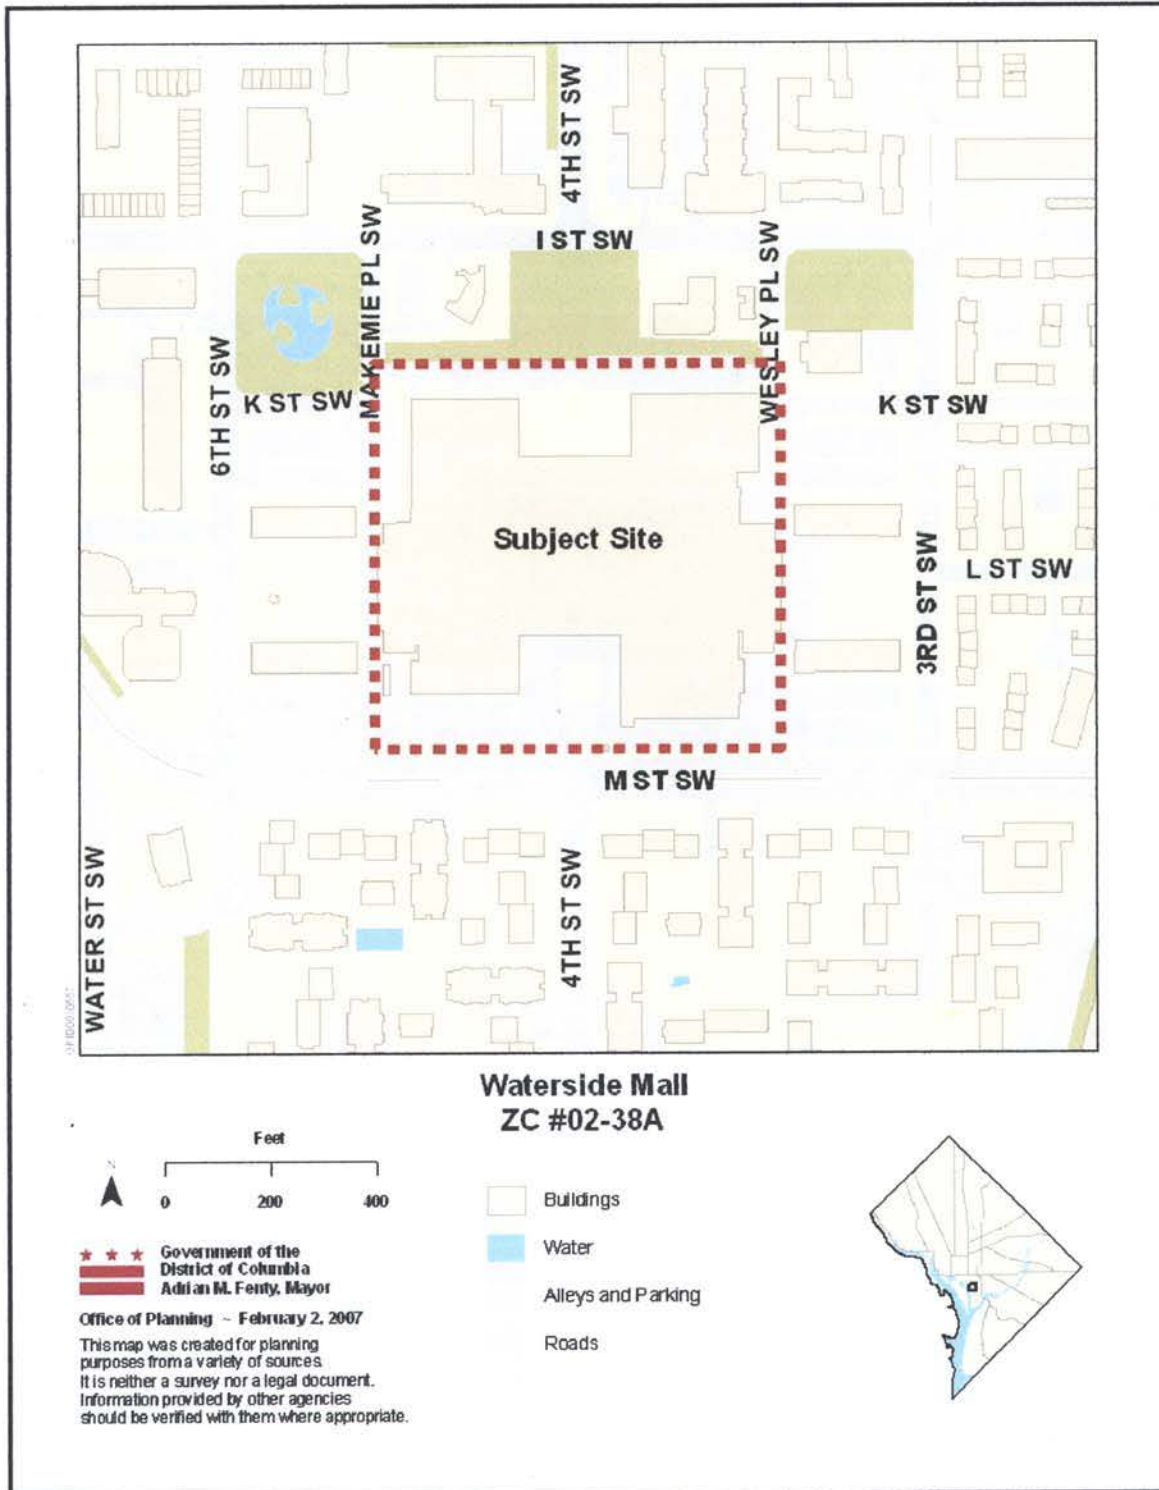 4TH ST SW
I ST SW
MAKEMIE PL SW
WESLEY PL SW
6TH ST SW
K ST SW
K ST SW
Subject Site
3RD ST SW
L ST SW
M ST SW
WATER ST SW
4TH ST SW
Waterside Mall
ZC #02-38A
Feet
N
0 200 400
Government of the
District of Columbia
Adrian M. Fenty, Mayor
Office of Planning ~ February 2, 2007
This map was created for planning
purposes from a variety of sources.
It is neither a survey nor a legal document.
Information provided by other agencies
should be verified with them where appropriate.
Buildings
Water
Alleys and Parking
Roads